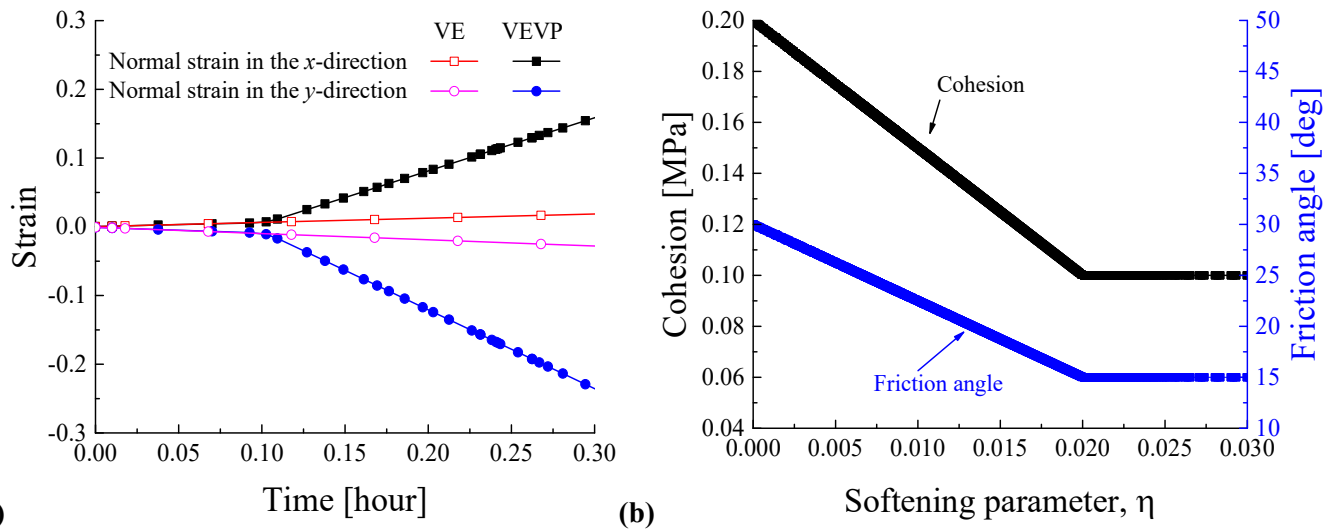 VE VEVP
Normal strain in the x-direction
Normal strain in the y-direction
0.3
0.2
0.1
0.0
-0.1
-0.2
-0.3
Strain
0.00 0.05 0.10 0.15 0.20 0.25 0.30
Time [hour]
)
(b)
0.20
0.18
0.16
0.14
0.12
0.10
0.08
0.06
0.04
Cohesion [MPa]
Cohesion
Friction angle
50
45
40
35
30
25
20
15
10
Friction angle [deg]
0.000 0.005 0.010 0.015 0.020 0.025 0.030
Softening parameter, η